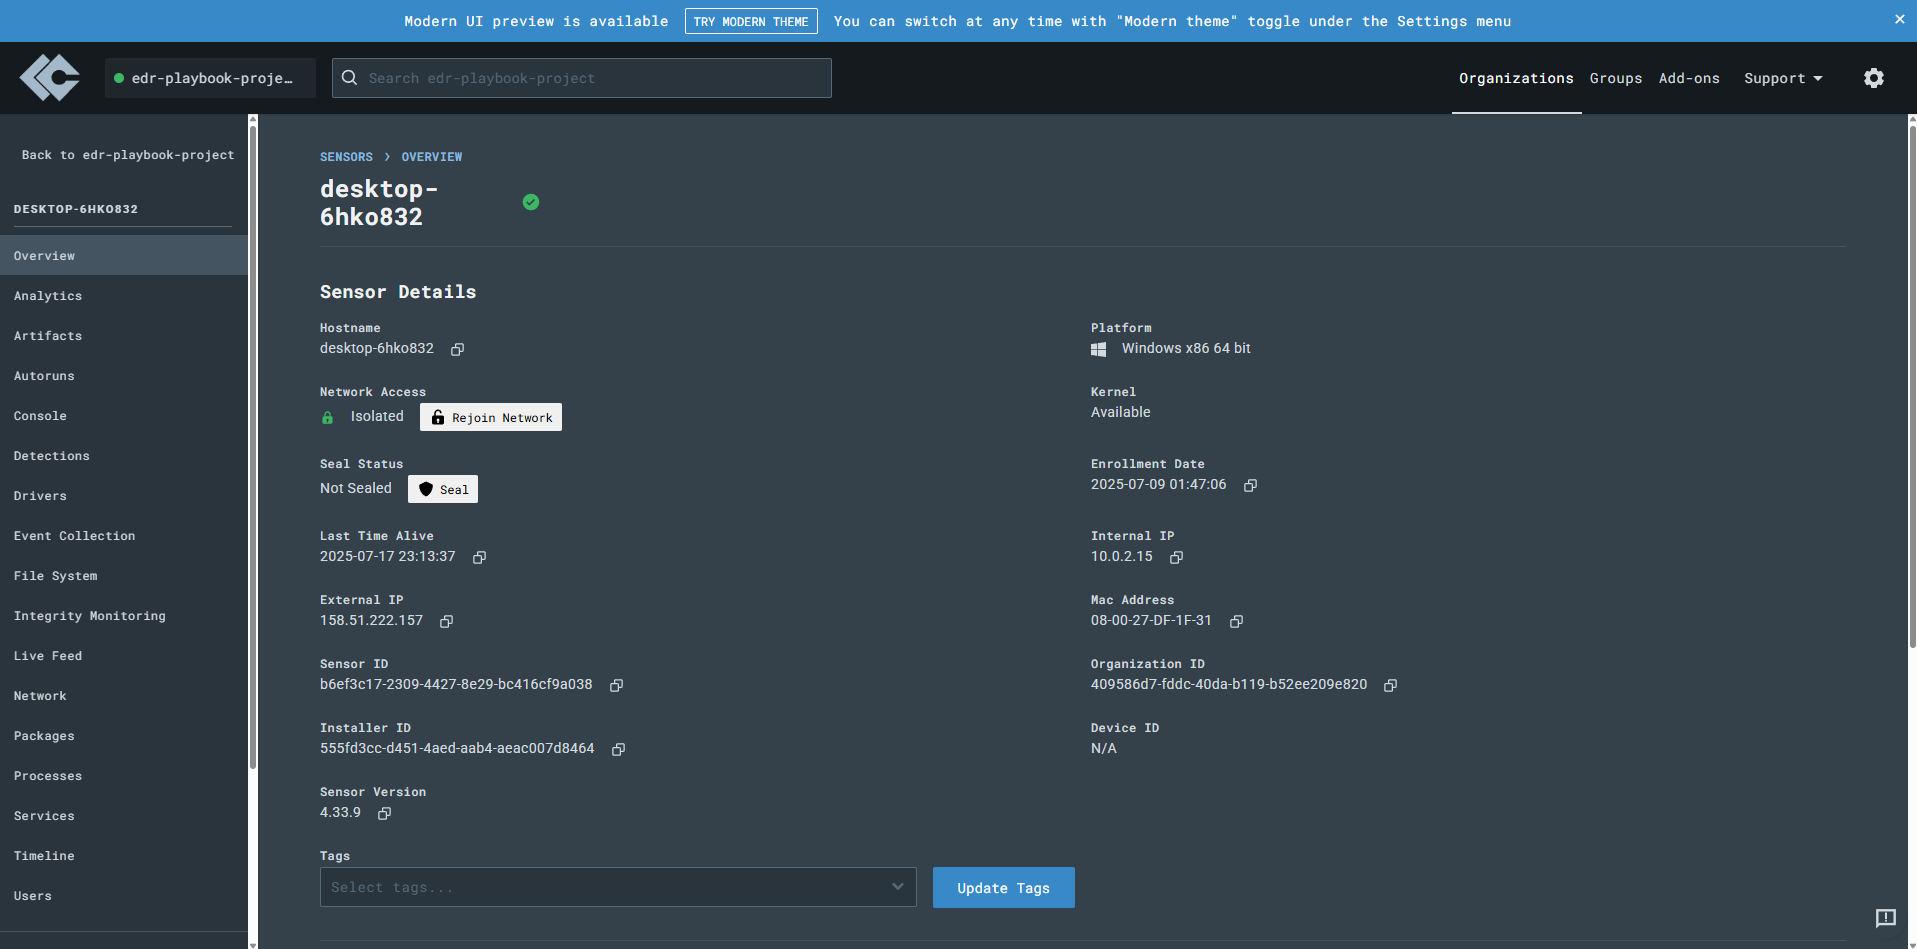 Modern UI preview is available TRY MODERN THEME You can switch at any time with "Modern theme" toggle under the Settings menu
edr-playbook-proje…
Search edr-playbook-project
Organizations Groups Add-ons Support
Back to edr-playbook-project
DESKTOP-6HKO832
Overview
Analytics
Artifacts
Autoruns
Console
Detections
Drivers
Event Collection
File System
Integrity Monitoring
Live Feed
Network
Packages
Processes
Services
Timeline
Users
SENSORS > OVERVIEW
desktop-
6hko832
Sensor Details
Hostname
desktop-6hko832
Platform
Windows x86 64 bit
Network Access
Isolated Rejoin Network
Kernel
Available
Seal Status
Not Sealed Seal
Enrollment Date
2025-07-09 01:47:06
Last Time Alive
2025-07-17 23:13:37
Internal IP
10.0.2.15
External IP
158.51.222.157
Mac Address
08-00-27-DF-1F-31
Sensor ID
b6ef3c17-2309-4427-8e29-bc416cf9a038
Organization ID
409586d7-fddc-40da-b119-b52ee209e820
Installer ID
555fd3cc-d451-4aed-aab4-aeac007d8464
Device ID
N/A
Sensor Version
4.33.9
Tags
Select tags...
Update Tags